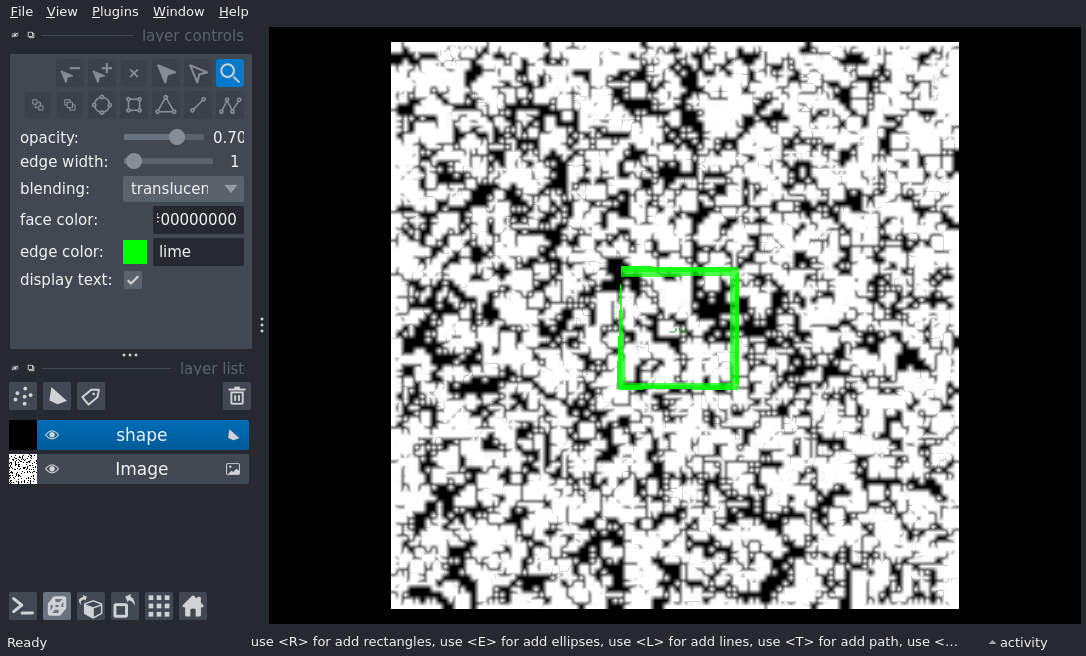 File View Plugins Window Help
layer controls
opacity: 0.70
edge width: 1
blending: translucen
face color: 00000000
edge color: lime
display text:
layer list
shape
Image
Ready use <R> for add rectangles, use <E> for add ellipses, use <L> for add lines, use <T> for add path, use <... activity